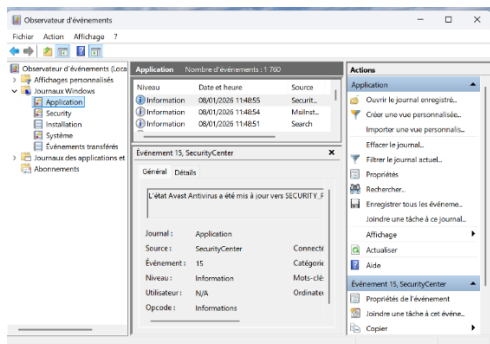 Observateur d'événements
Fichier Action Affichage ?
Observateur d'événements (Loca
Affichages personnalisés
Journaux Windows
Application
Security
Installation
Système
Événements transférés
Journaux des applications et
Abonnements
Application Nombre d'événements : 1 760
Niveau Date et heure Source
Information 08/01/2026 11:48:55 Securit...
Information 08/01/2026 11:48:54 MailInst...
Information 08/01/2026 11:48:51 Search
Événement 15, SecurityCenter
Général Détails
L'état Avast Antivirus a été mis à jour vers SECURITY_F
Journal : Application
Source : SecurityCenter Connecté
Événement : 15 Catégorie
Niveau : Information Mots-clé
Utilisateur : N/A Ordinate
Opcode : Informations
Actions
Application
Ouvrir le journal enregistré...
Créer une vue personnalisée...
Importer une vue personnalis...
Effacer le journal...
Filtrer le journal actuel...
Propriétés
Rechercher...
Enregistrer tous les événeme...
Joindre une tâche à ce journal...
Affichage
Actualiser
Aide
Événement 15, SecurityCenter
Propriétés de l'événement
Joindre une tâche à cet événe...
Copier